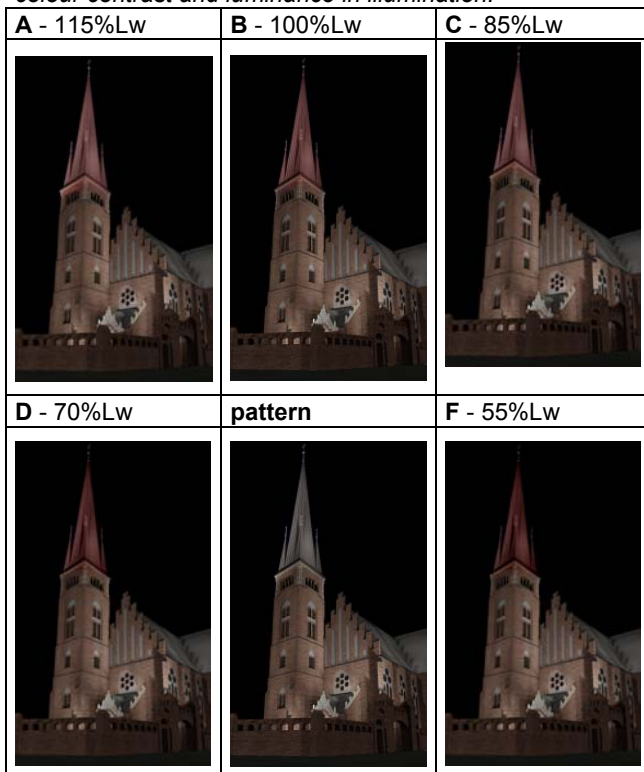 colour contrast and luminance in illumination.
A - 115%Lw
B - 100%Lw
C - 85%Lw
D - 70%Lw
pattern
F - 55%Lw